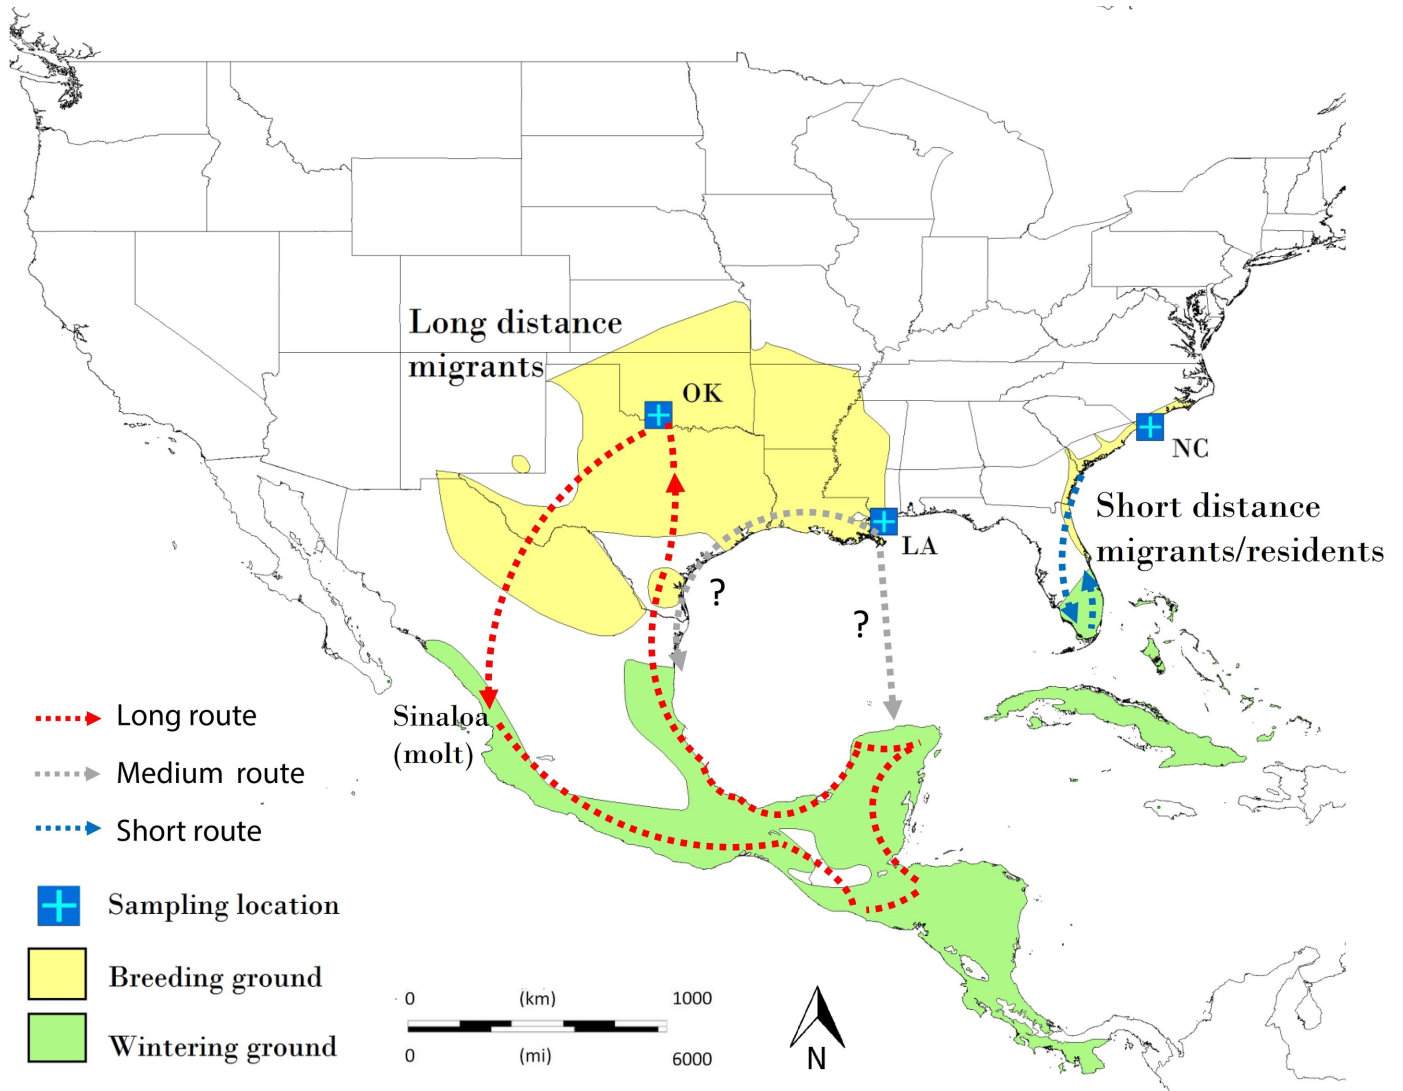 Long distance
migrants
OK
NC
Short distance
migrants/residents
LA
?
?
Sinaloa
(molt)
Long route
Medium route
Short route
Sampling location
Breeding ground
Wintering ground
0 (km) 1000
0 (mi) 6000
N